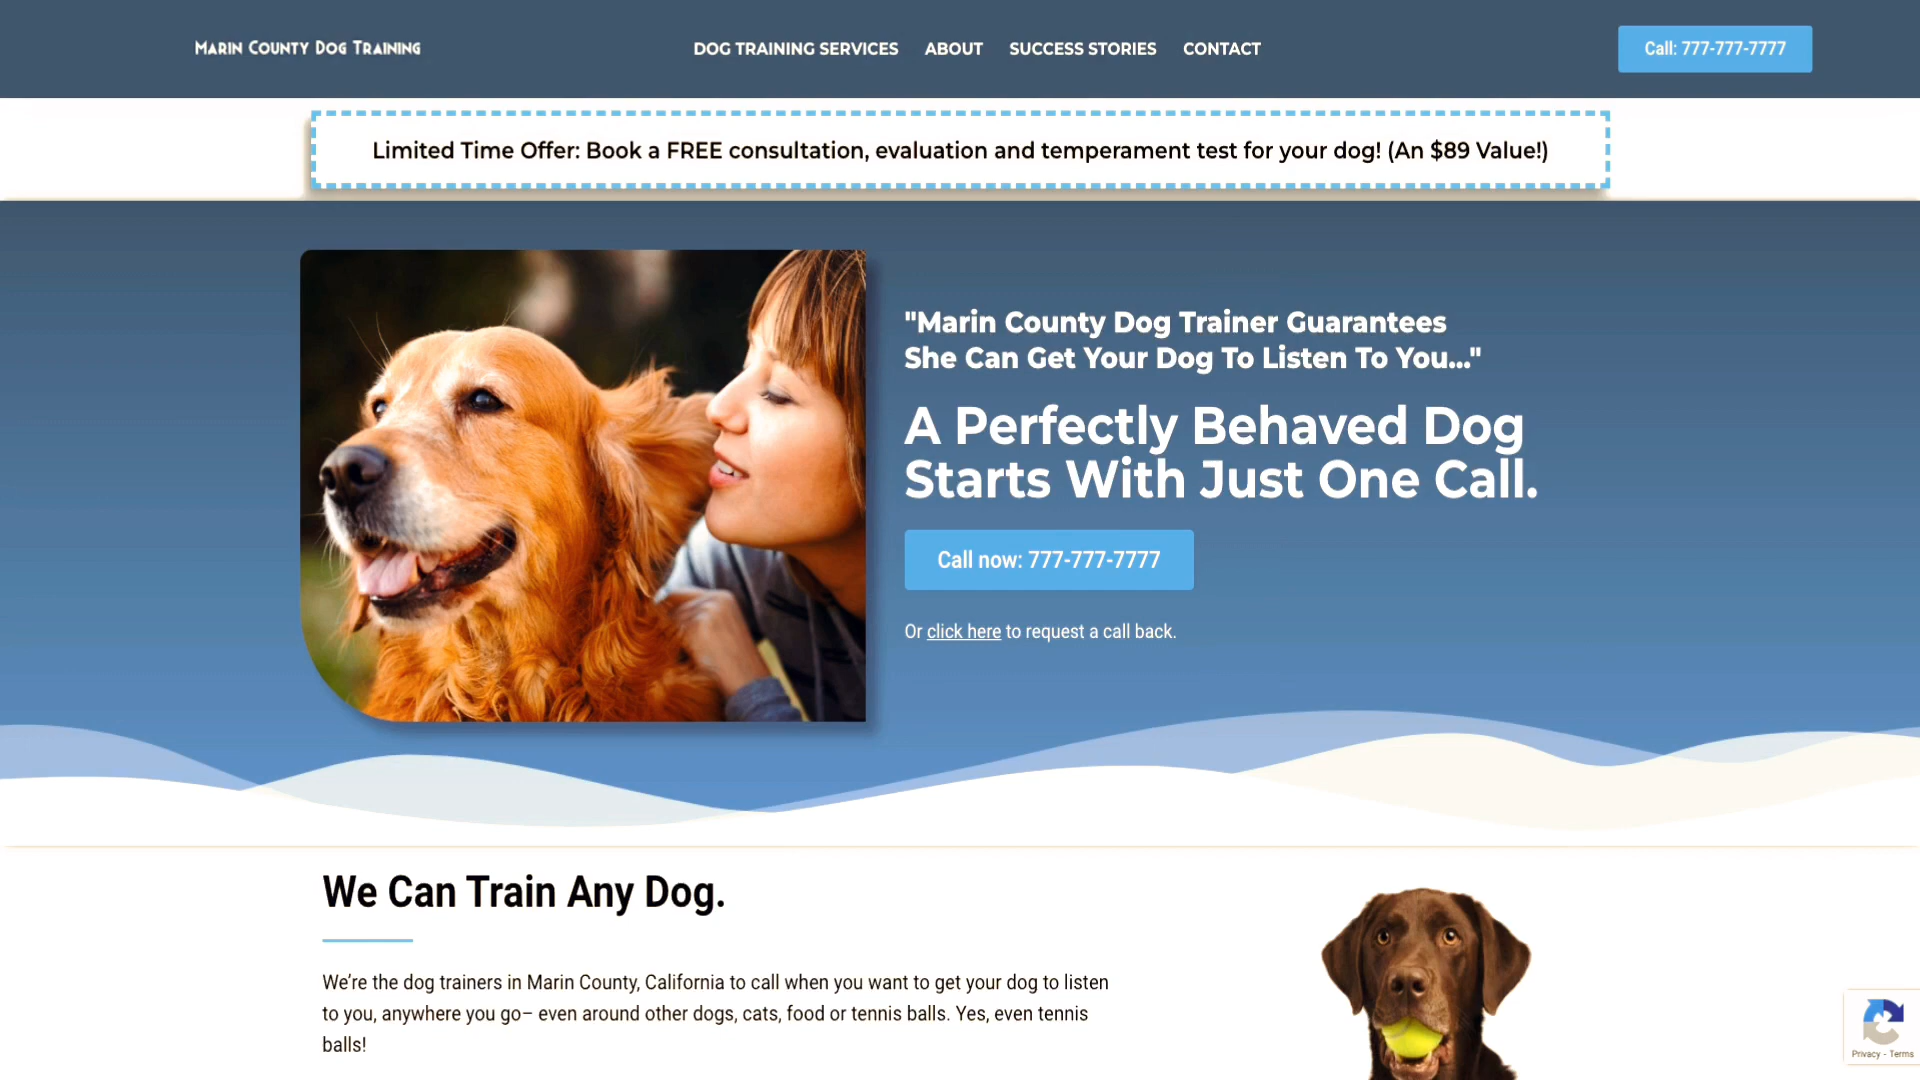 MARIN COUNTY DOG TRAINING
DOG TRAINING SERVICES ABOUT SUCCESS STORIES CONTACT
Call: 777-777-7777
Limited Time Offer: Book a FREE consultation, evaluation and temperament test for your dog! (An $89 Value!)
"Marin County Dog Trainer Guarantees
She Can Get Your Dog To Listen To You..."
A Perfectly Behaved Dog
Starts With Just One Call.
Call now: 777-777-7777
Or click here to request a call back.
We Can Train Any Dog.
We’re the dog trainers in Marin County, California to call when you want to get your dog to listen
to you, anywhere you go– even around other dogs, cats, food or tennis balls. Yes, even tennis
balls!
Privacy - Terms